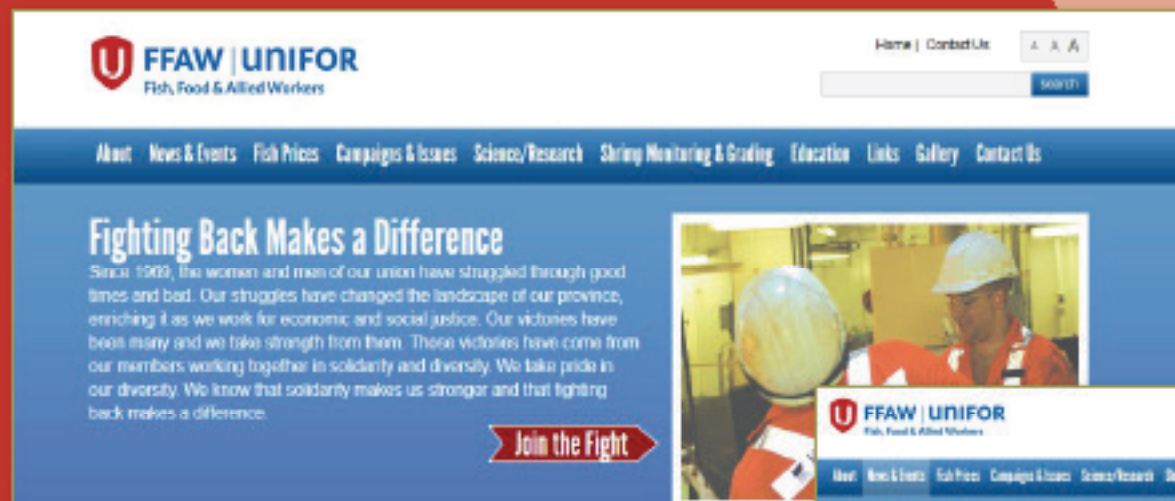 FFAW | UNIFOR
Fish, Food & Allied Workers
Home | Contact Us
A A A
search
About News & Events Fish Prices Campaigns & Issues Science/Research Shrimp Monitoring & Grading Education Links Gallery Contact Us
Fighting Back Makes a Difference
Since 1969, the women and men of our union have struggled through good
times and bad. Our struggles have changed the landscape of our province,
enriching it as we work for economic and social justice. Our victories have
been many and we take strength from them. These victories have come from
our members working together in solidarity and diversity. We take pride in
our diversity. We know that solidarity makes us stronger and that fighting
back makes a difference.
Join the Fight
FFAW | UNIFOR
Fish, Food & Allied Workers
About News & Events Fish Prices Campaigns & Issues Science/Research